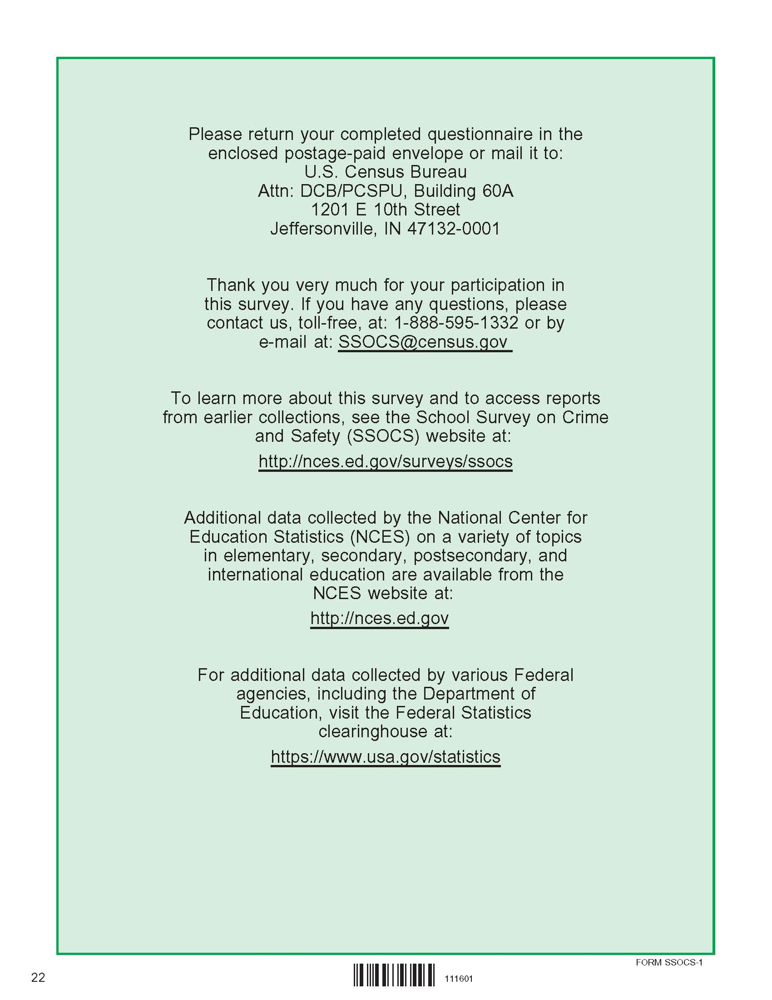 Please return your completed questionnaire in the
enclosed postage-paid envelope or mail it to:
U.S. Census Bureau
Attn: DCB/PCSPU, Building 60A
1201 E 10th Street
Jeffersonville, IN 47132-0001
Thank you very much for your participation in
this survey. If you have any questions, please
contact us, toll-free, at: 1-888-595-1332 or by
e-mail at: SSOCS@census.gov
To learn more about this survey and to access reports
from earlier collections, see the School Survey on Crime
and Safety (SSOCS) website at:
http://nces.ed.gov/surveys/ssocs
Additional data collected by the National Center for
Education Statistics (NCES) on a variety of topics
in elementary, secondary, postsecondary, and
international education are available from the
NCES website at:
http://nces.ed.gov
For additional data collected by various Federal
agencies, including the Department of
Education, visit the Federal Statistics
clearinghouse at:
https://www.usa.gov/statistics
FORM SSOCS-1
22
111601